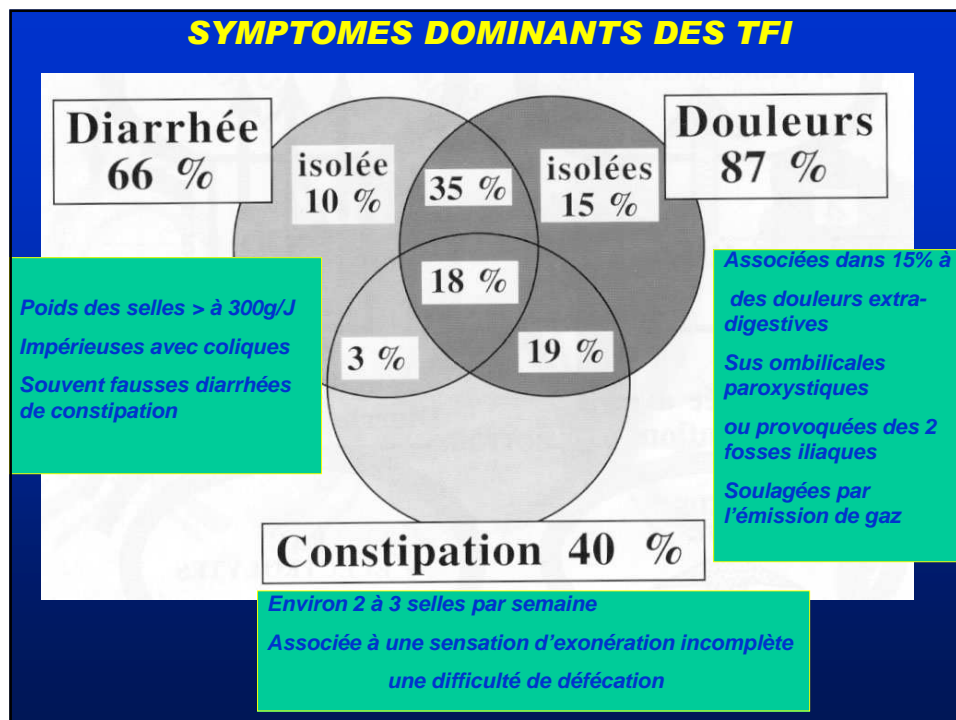 SYMPTOMES DOMINANTS DES TFI
Diarrhée
66 %
isolée
10 %
35 %
isolées
15 %
Douleurs
87 %
18 %
3 %
19 %
Constipation 40 %
Poids des selles > à 300g/J
Impérieuses avec coliques
Souvent fausses diarrhées
de constipation
Associées dans 15% à
des douleurs extra-
digestives
Sus ombilicales
paroxystiques
ou provoquées des 2
fosses iliaques
Soulagées par
l'émission de gaz
Environ 2 à 3 selles par semaine
Associée à une sensation d'exonération incomplète
une difficulté de défécation